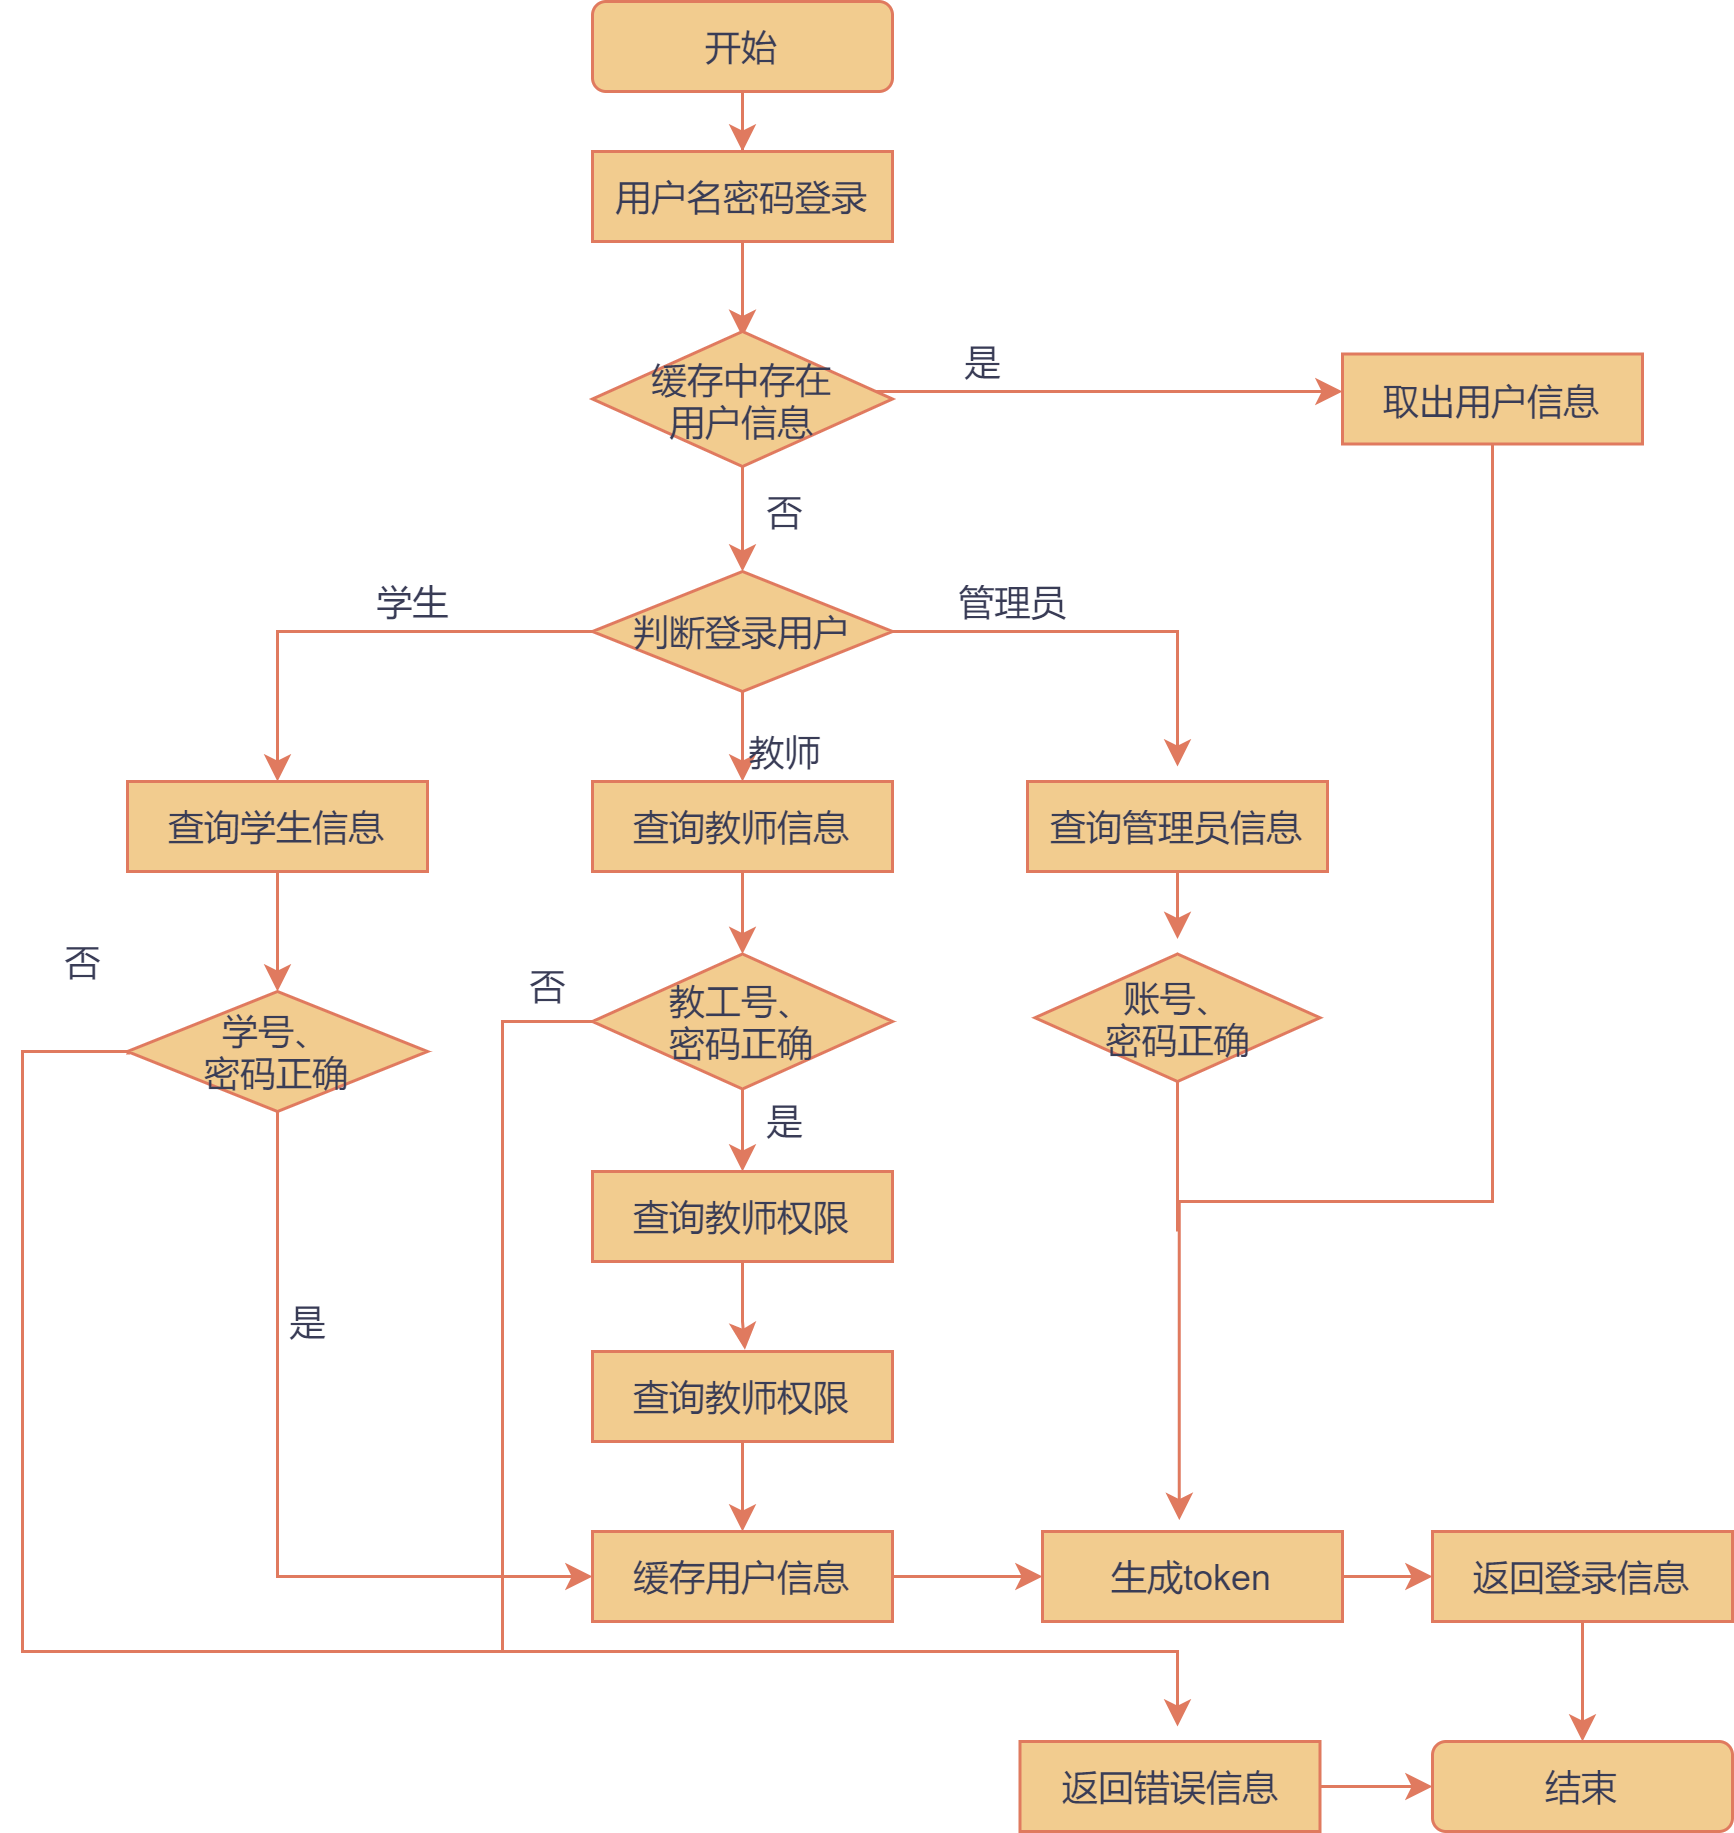 开始
用户名密码登录
缓存中存在
用户信息
是
取出用户信息
否
学生
判断登录用户
管理员
教师
查询学生信息
查询教师信息
查询管理员信息
否
否
学号、
密码正确
教工号、
密码正确
账号、
密码正确
是
查询教师权限
是
查询教师权限
缓存用户信息
生成token
返回登录信息
返回错误信息
结束